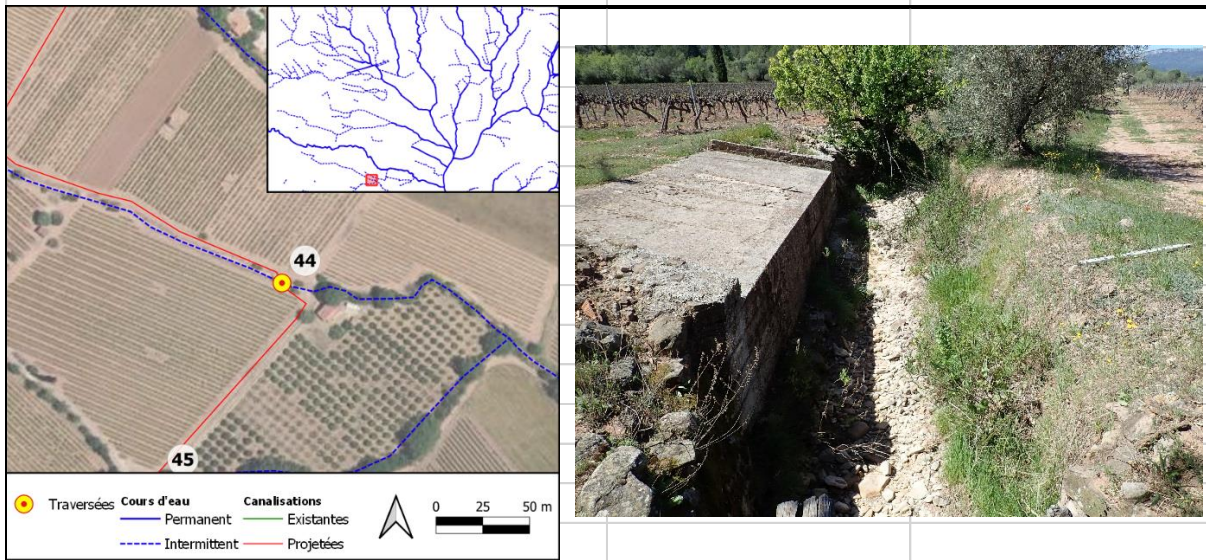 44
45
Traversées
Cours d'eau
Permanent
Intermittent
Canalisations
Existantes
Projetées
0 25 50 m